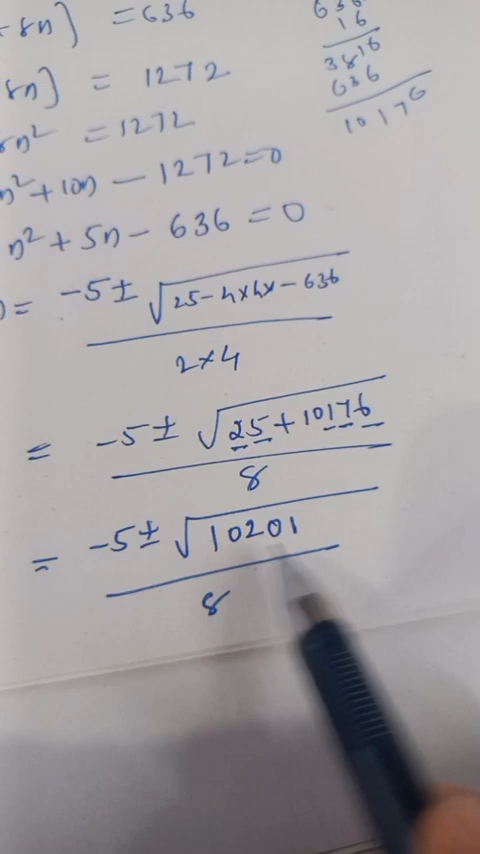 8n] = 636
8n] = 1272
8n² = 1272
n² + 10n - 1272 = 0
n² + 5n - 636 = 0
= -5 ± √25 - 4×4× - 636
2×4
= -5 ± √25 + 10176
8
= -5 ± √10201
8
636
16
3816
636
10176